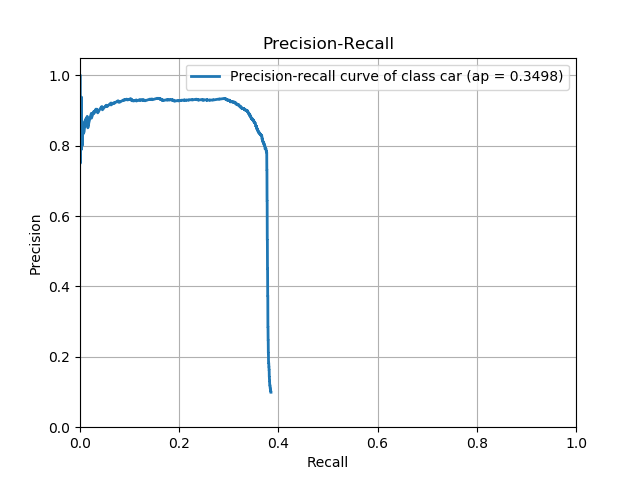 Precision-Recall
Precision-recall curve of class car (ap = 0.3498)
1.0
0.8
0.6
0.4
0.2
0.0
Precision
0.0 0.2 0.4 0.6 0.8 1.0
Recall